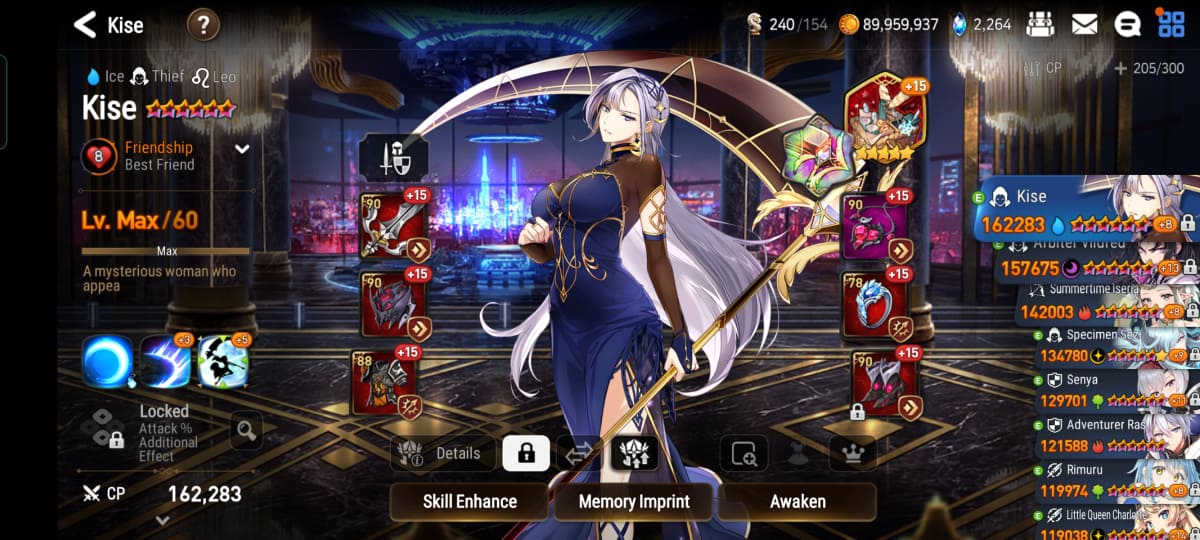 Kise
?
240/154
89,959,937
2,264
Ice Thief Leo
CP
205/300
Kise
8
Friendship
Best Friend
Lv. Max/60
Max
A mysterious woman who
appea
+3
+5
Locked
Attack %
Additional
Effect
CP
162,283
90
+15
90
+15
88
+15
+15
90
+15
78
+15
90
+15
Details
Skill Enhance
Memory Imprint
Awaken
E Kise
162283
+8
E Arbiter Vildred
157675
+13
Summertime Iseria
142003
+8
E Specimen Sez
134780
+9
E Senya
129701
E Adventurer Ras
121588
E Rimuru
119974
+8
E Little Queen Charlotte
119038
+14